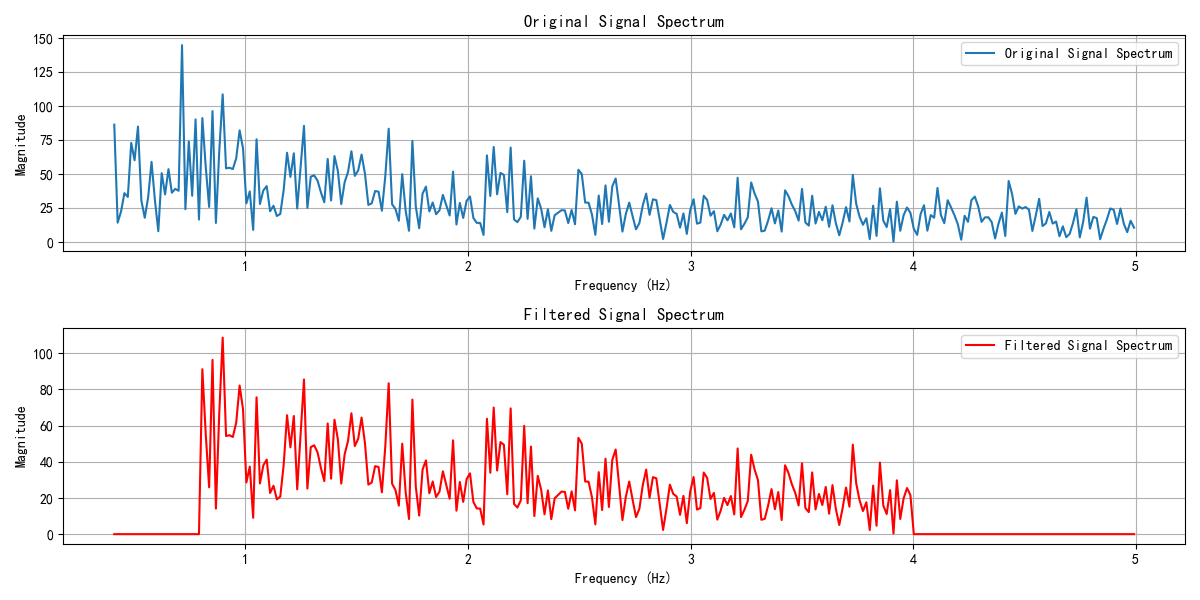 Original Signal Spectrum
150
125
100
75
50
25
0
Magnitude
Original Signal Spectrum
1 2 3 4 5
Frequency (Hz)
Filtered Signal Spectrum
100
80
60
40
20
0
Magnitude
Filtered Signal Spectrum
1 2 3 4 5
Frequency (Hz)